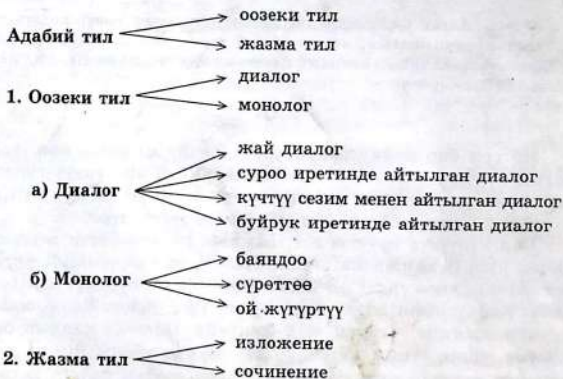 Адабий тил
оозеки тил
жазма тил
1. Оозеки тил
диалог
монолог
а) Диалог
жай диалог
суроо иретинде айтылган диалог
күчтүү сезим менен айтылган диалог
буйрук иретинде айтылган диалог
б) Монолог
баяндоо
сүрөттөө
ой жүгүртүү
2. Жазма тил
изложение
сочинение